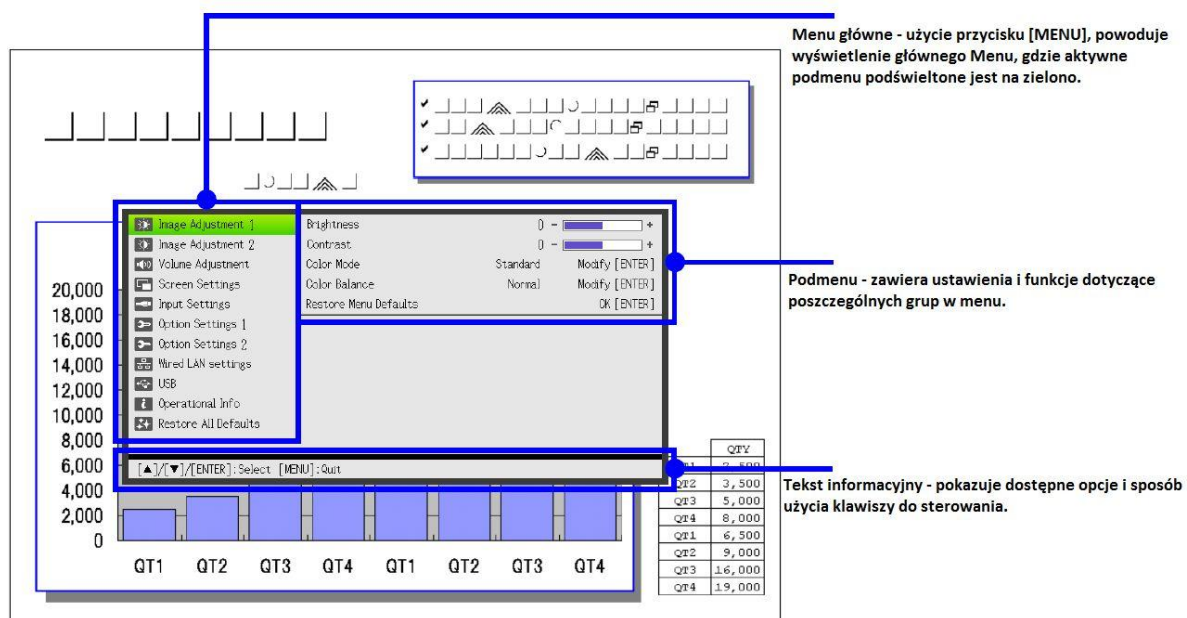 Menu główne - użycie przycisku [MENU], powoduje
wyświetlenie głównego Menu, gdzie aktywne
podmenu podświeltone jest na zielono.
Image Adjustment 1
Image Adjustment 2
Volume Adjustment
Screen Settings
Input Settings
Option Settings 1
Option Settings 2
Wired LAN settings
USB
Operational Info
Restore All Defaults
Brightness 0 - +
Contrast 0 - +
Color Mode Standard Modify [ENTER]
Color Balance Normal Modify [ENTER]
Restore Menu Defaults OK [ENTER]
Podmenu - zawiera ustawienia i funkcje dotyczące
poszczególnych grup w menu.
[▲]/[▼]/[ENTER]:Select [MENU]:Quit
Tekst informacyjny - pokazuje dostępne opcje i sposób
użycia klawiszy do sterowania.
20,000
18,000
16,000
14,000
12,000
10,000
8,000
6,000
4,000
2,000
0
QT1 QT2 QT3 QT4 QT1 QT2 QT3 QT4
QTY
QT2 3,500
QT3 5,000
QT4 8,000
QT1 6,500
QT2 9,000
QT3 16,000
QT4 19,000